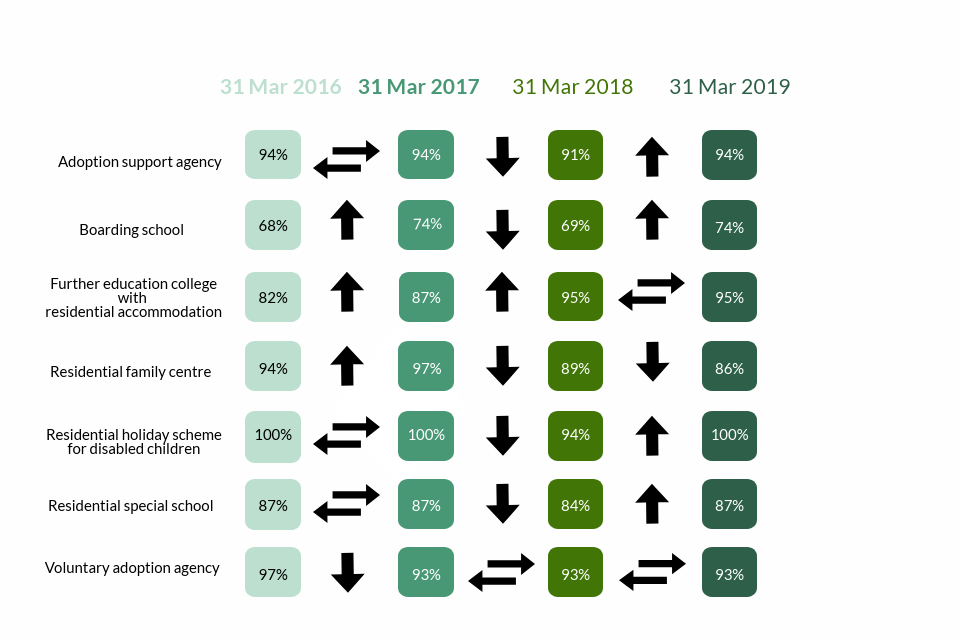 31 Mar 2016 31 Mar 2017 31 Mar 2018 31 Mar 2019
Adoption support agency 94% 94% 91% 94%
Boarding school 68% 74% 69% 74%
Further education college
with
residential accommodation 82% 87% 95% 95%
Residential family centre 94% 97% 89% 86%
Residential holiday scheme
for disabled children 100% 100% 94% 100%
Residential special school 87% 87% 84% 87%
Voluntary adoption agency 97% 93% 93% 93%